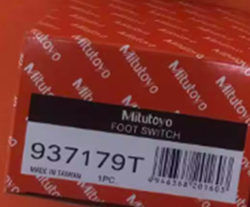 Mitutoyo
FOOT SWITCH
937179T
MADE IN TAIWAN
1PC.